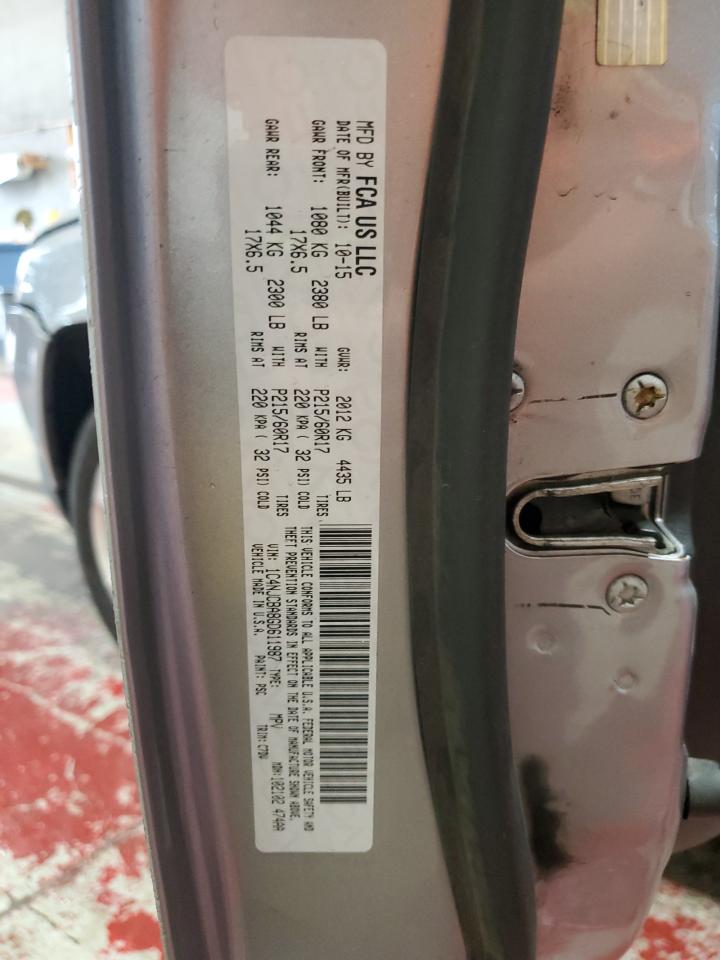 MFD BY FCA US LLC
DATE OF MFR(BUILT): 10-15 GVWR: 2012 KG 4435 LB
GAWR FRONT: 1080 KG 2380 LB WITH P215/60R17 TIRES
17X6.5 RIMS AT 220 KPA ( 32 PSI) COLD
GAWR REAR: 1044 KG 2300 LB WITH P215/60R17 TIRES
17X6.5 RIMS AT 220 KPA ( 32 PSI) COLD
THIS VEHICLE CONFORMS TO ALL APPLICABLE U.S.A. FEDERAL MOTOR VEHICLE SAFETY AND
THEFT PREVENTION STANDARDS IN EFFECT ON THE DATE OF MANUFACTURE SHOWN ABOVE.
VIN: 1C4NJCBA8GD611987 TYPE: MPV MDH: 102102 474AA
VEHICLE MADE IN U.S.A. PAINT: PSC TRIM: